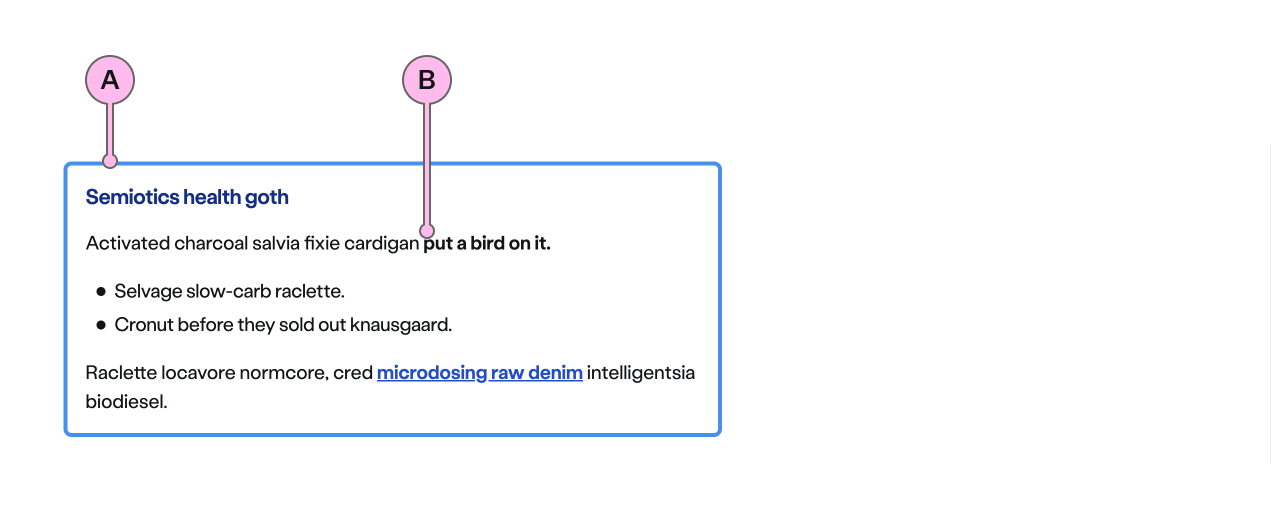 A B
Semiotics health goth
Activated charcoal salvia fixie cardigan put a bird on it.
● Selvage slow-carb raclette.
● Cronut before they sold out knausgaard.
Raclette locavore normcore, cred microdosing raw denim intelligentsia
biodiesel.